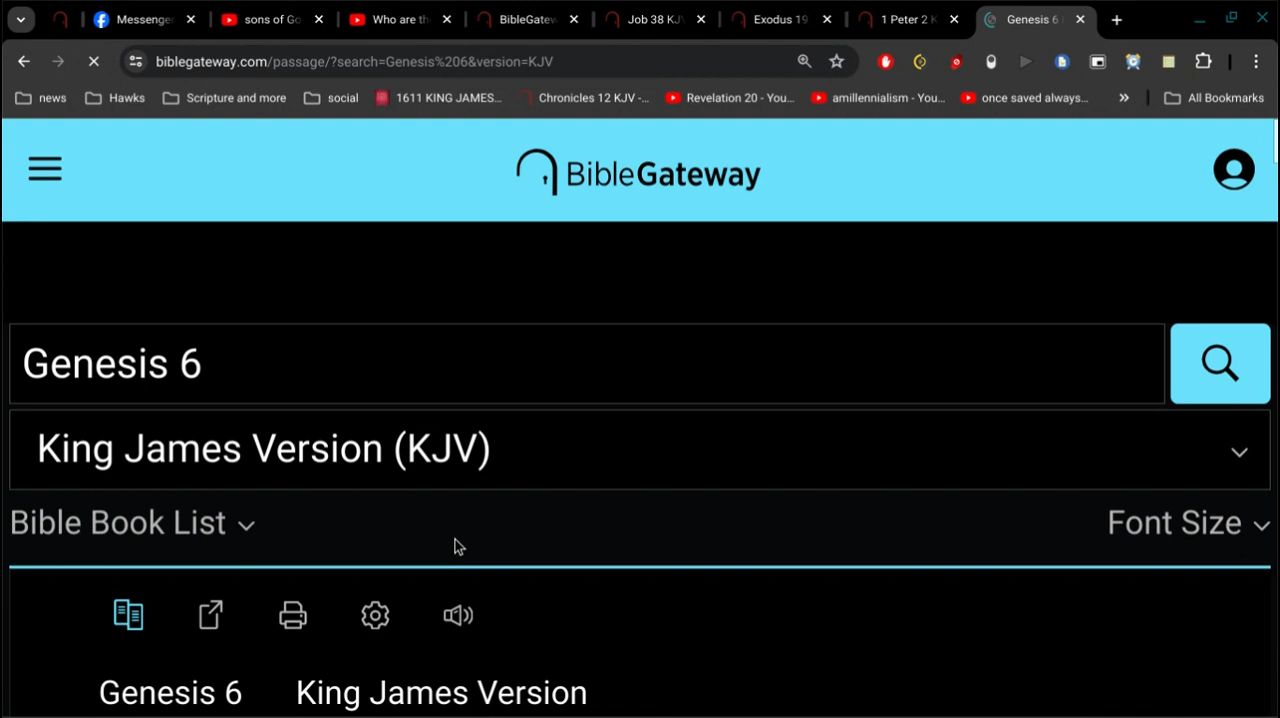 Messenger
sons of Go
Who are th
BibleGatew
Job 38 KJ
Exodus 19
1 Peter 2 K
Genesis 6
biblegateway.com/passage/?search=Genesis%206&version=KJV
news
Hawks
Scripture and more
social
1611 KING JAMES...
Chronicles 12 KJV -...
Revelation 20 - You...
amillennialism - You...
once saved always...
All Bookmarks
BibleGateway
Genesis 6
King James Version (KJV)
Bible Book List
Font Size
Genesis 6 King James Version